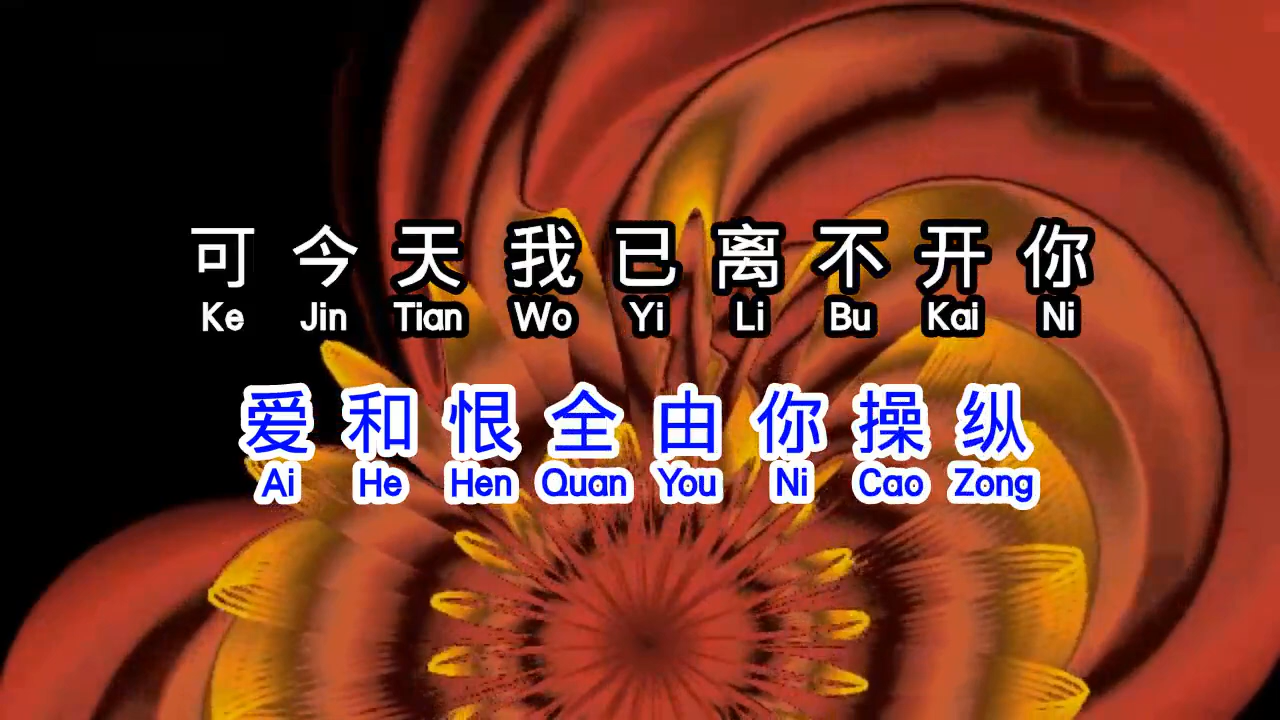 可 今 天 我 已 离 不 开 你
Ke Jin Tian Wo Yi Li Bu Kai Ni
爱 和 恨 全 由 你 操 纵
Ai He Hen Quan You Ni Cao Zong